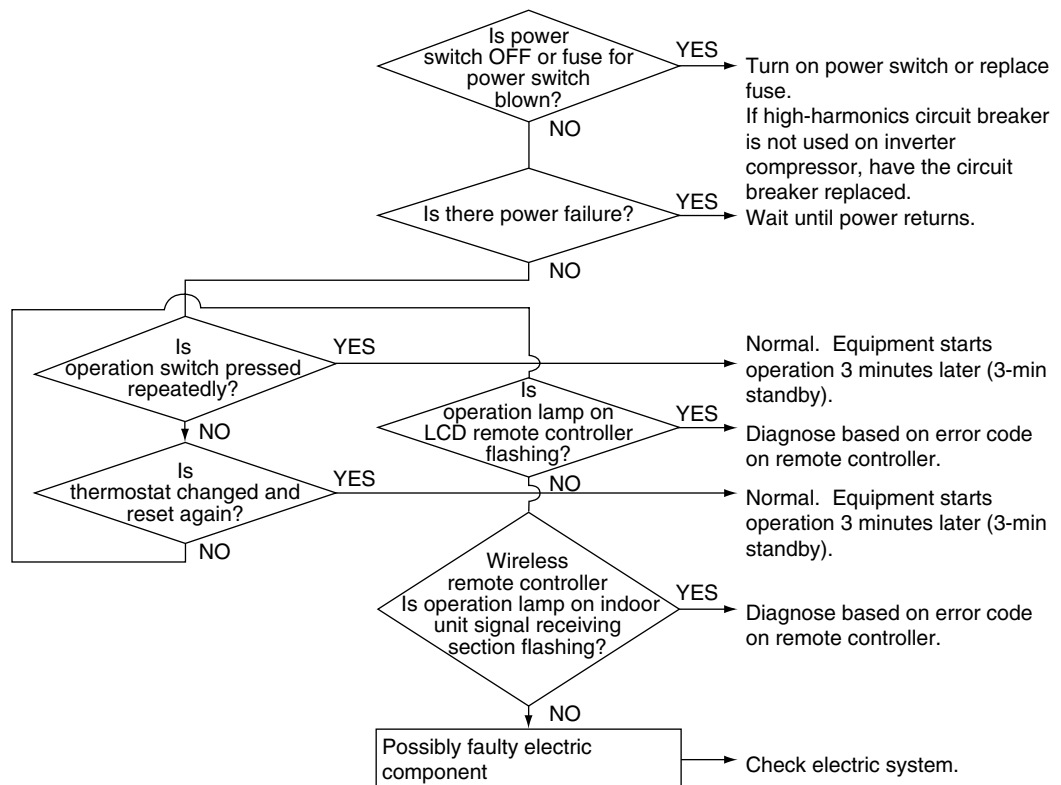 Is power
switch OFF or fuse for
power switch
blown?
YES
Turn on power switch or replace
fuse.
If high-harmonics circuit breaker
is not used on inverter
compressor, have the circuit
breaker replaced.
NO
Is there power failure?
YES
Wait until power returns.
NO
Is
operation switch pressed
repeatedly?
YES
Normal. Equipment starts
operation 3 minutes later (3-min
standby).
NO
Is
operation lamp on
LCD remote controller
flashing?
YES
Diagnose based on error code
on remote controller.
NO
Is
thermostat changed and
reset again?
YES
Normal. Equipment starts
operation 3 minutes later (3-min
standby).
NO
Wireless
remote controller
Is operation lamp on indoor
unit signal receiving
section flashing?
YES
Diagnose based on error code
on remote controller.
NO
Possibly faulty electric
component
Check electric system.